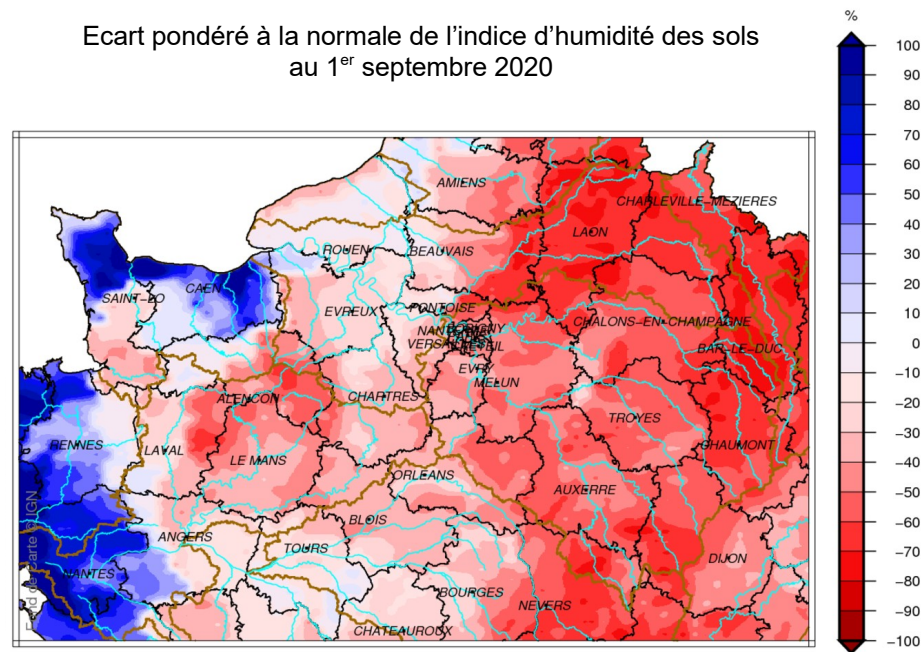 Ecart pondéré à la normale de l’indice d’humidité des sols
au 1er septembre 2020
%
100
90
80
70
60
50
40
30
20
10
0
−10
−20
−30
−40
−50
−60
−70
−80
−90
−100
AMIENS
CHARLEVILLE−MEZIERES
LAON
ROUEN
BEAUVAIS
SAINT−LO
CAEN
EVREUX
PONTOISE
CHALONS−EN−CHAMPAGNE
BAR−LE−DUC
EVRY
MELUN
ALENCON
CHARTRES
TROYES
RENNES
LAVAL
LE MANS
CHAUMONT
ORLEANS
AUXERRE
BLOIS
ANGERS
TOURS
DIJON
NANTES
BOURGES
NEVERS
CHATEAUROUX